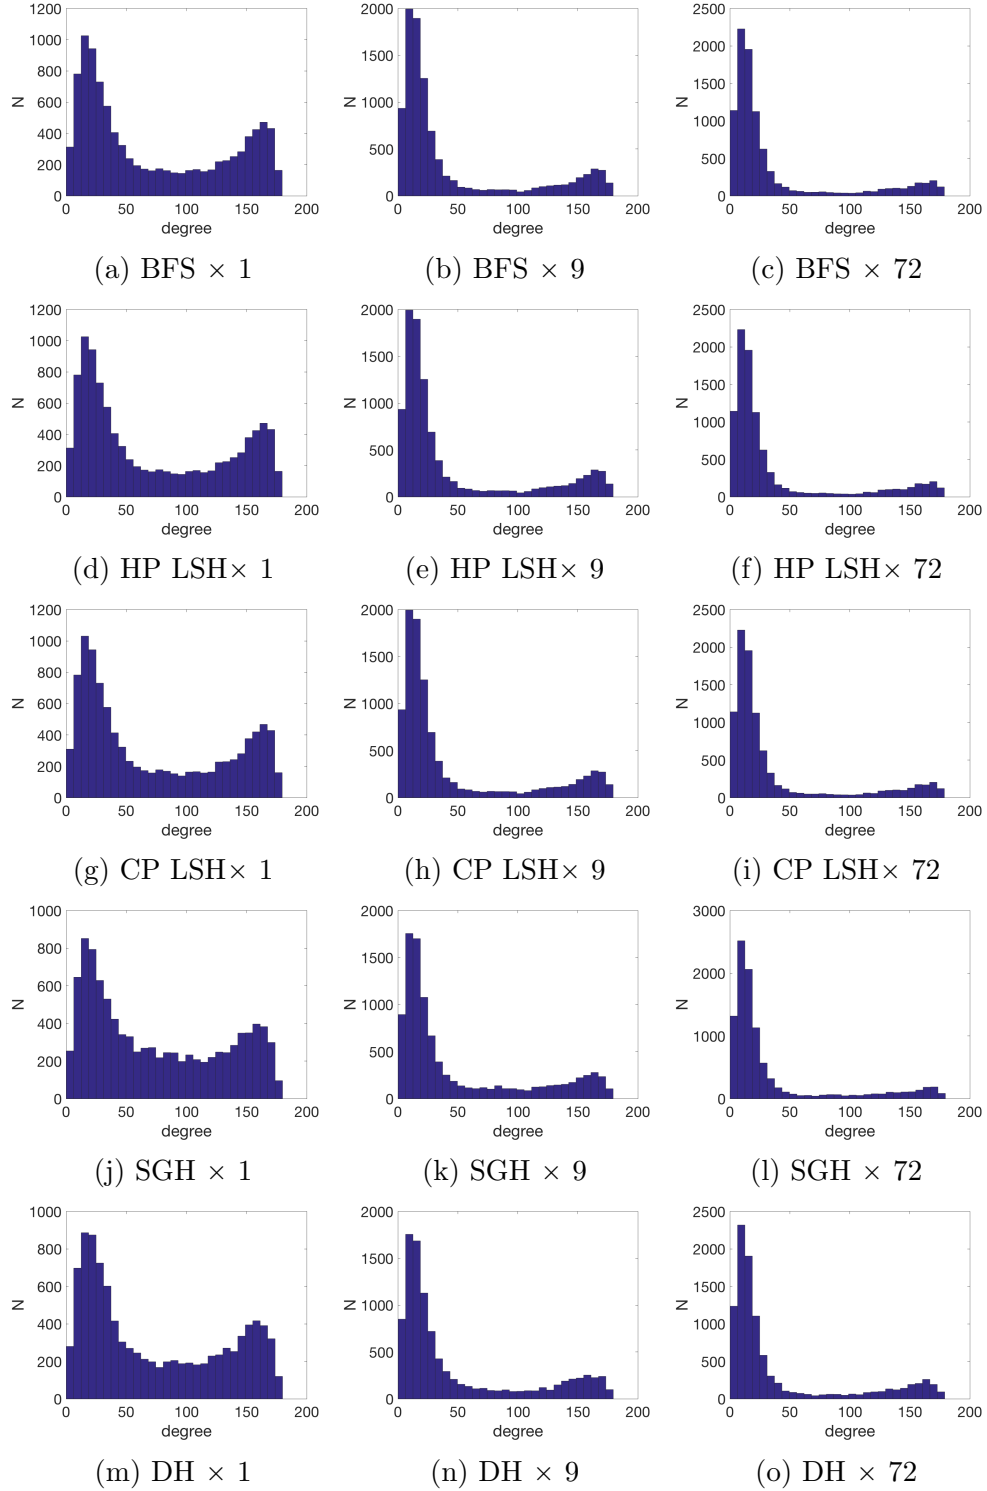 1200
1000
800
600
400
200
0
N
0 50 100 150 200
degree
(a) BFS × 1
2000
1500
1000
500
0
N
0 50 100 150 200
degree
(b) BFS × 9
2500
2000
1500
1000
500
0
N
0 50 100 150 200
degree
(c) BFS × 72
1200
1000
800
600
400
200
0
N
0 50 100 150 200
degree
(d) HP LSH× 1
2000
1500
1000
500
0
N
0 50 100 150 200
degree
(e) HP LSH× 9
2500
2000
1500
1000
500
0
N
0 50 100 150 200
degree
(f) HP LSH× 72
1200
1000
800
600
400
200
0
N
0 50 100 150 200
degree
(g) CP LSH× 1
2000
1500
1000
500
0
N
0 50 100 150 200
degree
(h) CP LSH× 9
2500
2000
1500
1000
500
0
N
0 50 100 150 200
degree
(i) CP LSH× 72
1000
800
600
400
200
0
N
0 50 100 150 200
degree
(j) SGH × 1
2000
1500
1000
500
0
N
0 50 100 150 200
degree
(k) SGH × 9
3000
2000
1000
0
N
0 50 100 150 200
degree
(l) SGH × 72
1000
800
600
400
200
0
N
0 50 100 150 200
degree
(m) DH × 1
2000
1500
1000
500
0
N
0 50 100 150 200
degree
(n) DH × 9
2500
2000
1500
1000
500
0
N
0 50 100 150 200
degree
(o) DH × 72